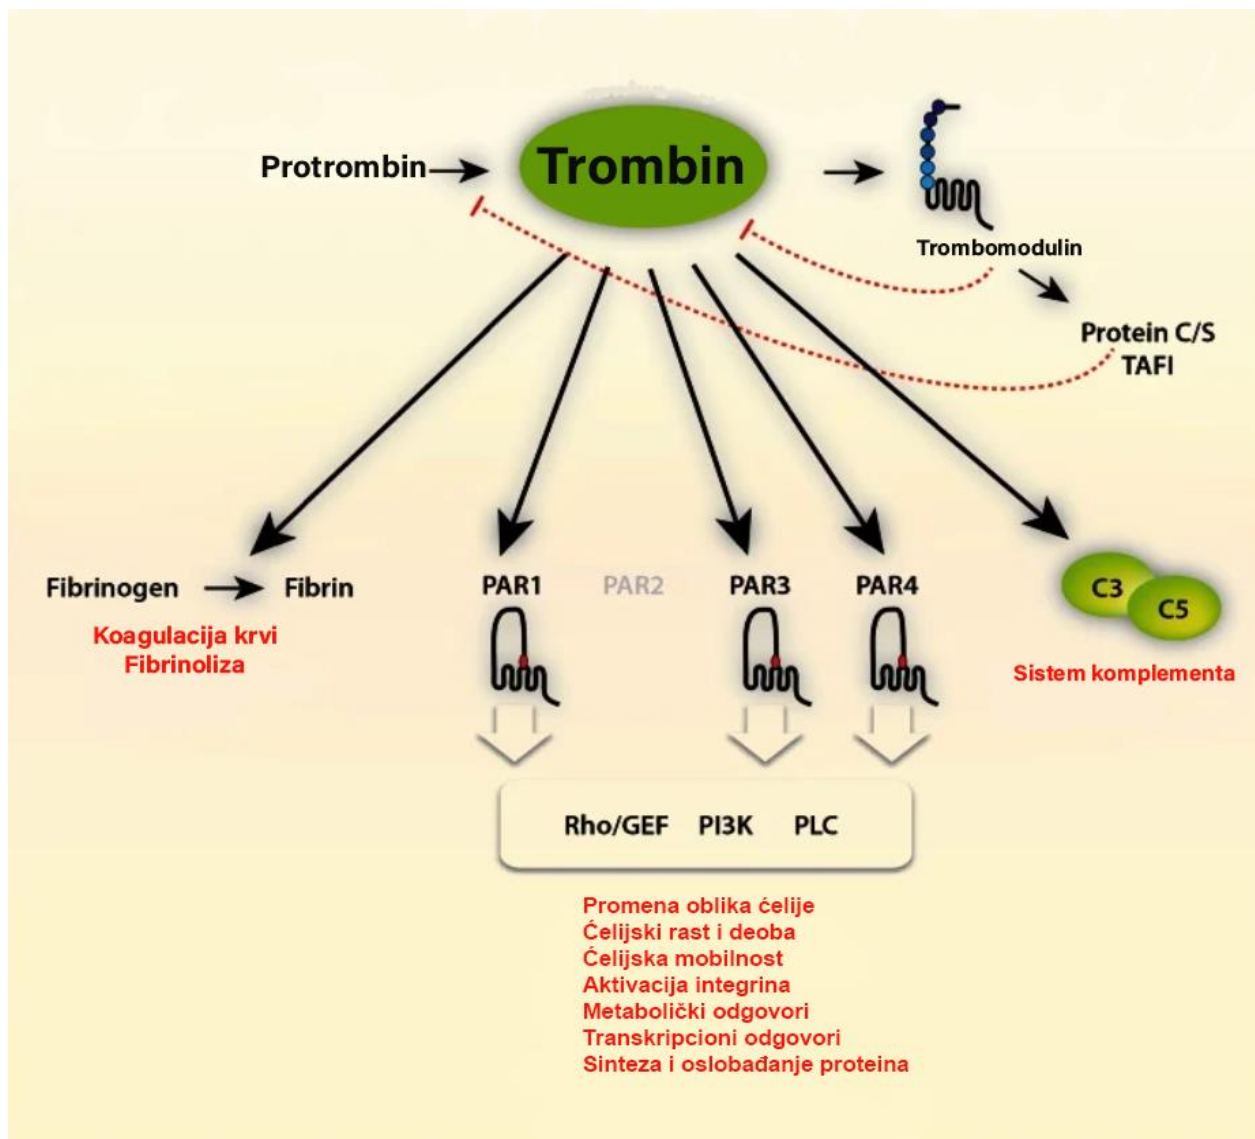 Protrombin
Trombin
Trombomodulin
Protein C/S
TAFI
Fibrinogen
Fibrin
Koagulacija krvi
Fibrinoliza
PAR1
PAR2
PAR3
PAR4
C3
C5
Sistem komplementa
Rho/GEF PI3K PLC
Promena oblika ćelije
Ćelijski rast i deoba
Ćelijska mobilnost
Aktivacija integrina
Metabolički odgovori
Transkripcioni odgovori
Sinteza i oslobađanje proteina